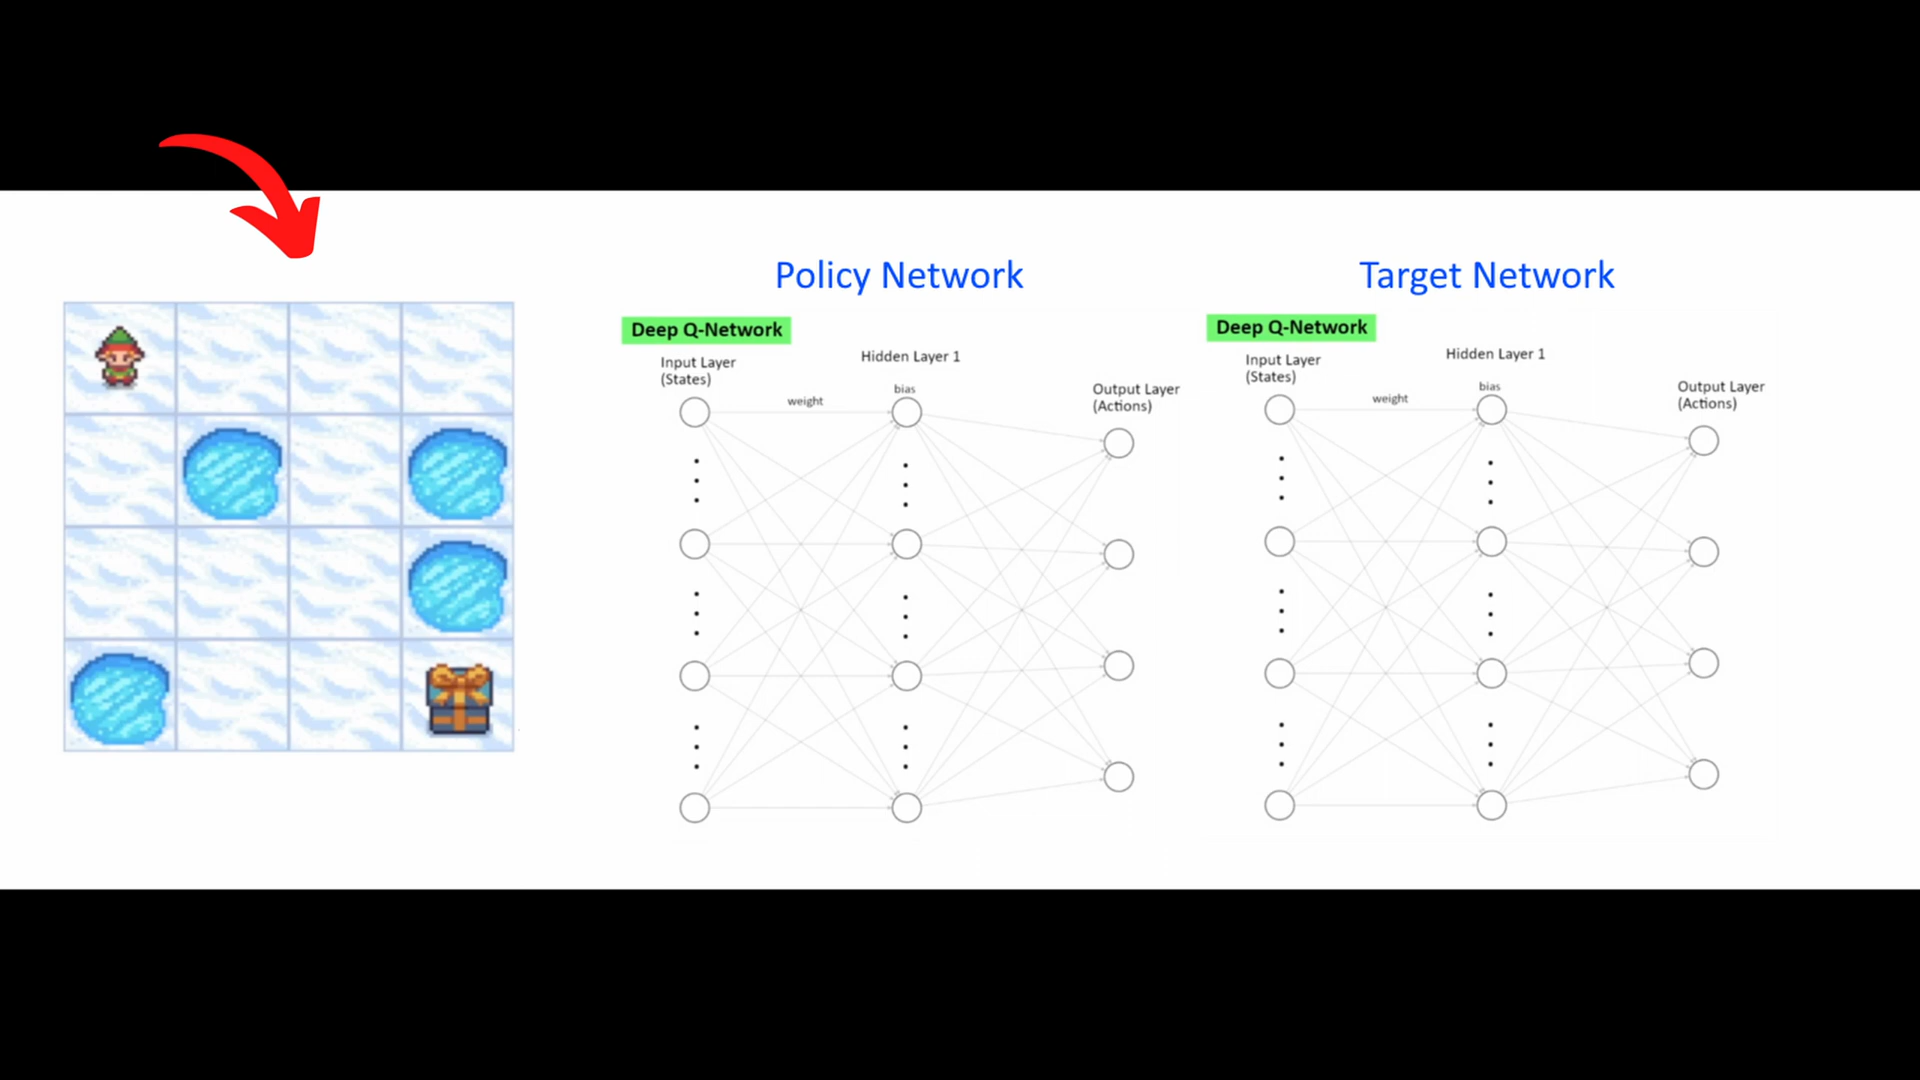 Policy Network
Deep Q-Network
Input Layer
(States)
weight
Hidden Layer 1
bias
Output Layer
(Actions)
Target Network
Deep Q-Network
Input Layer
(States)
weight
Hidden Layer 1
bias
Output Layer
(Actions)